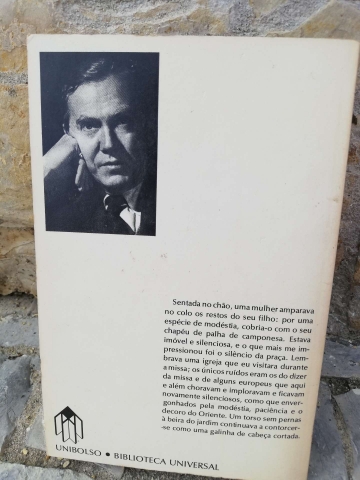 Sentada no chão, uma mulher amparava
no colo os restos do seu filho: por uma
espécie de modéstia, cobria-o com o seu
chapéu de palha de camponesa. Estava
imóvel e silenciosa, e o que mais me im-
pressionou foi o silêncio da praça. Lem-
brava uma igreja que eu visitara durante
a missa; os únicos ruídos eram os do dizer
da missa e de alguns europeus que aqui
e além choravam e imploravam e ficavam
novamente silenciosos, como que enver-
gonhados pela modéstia, paciência e o
decoro do Oriente. Um torso sem pernas
à beira do jardim continuava a contorcer-
-se como uma galinha de cabeça cortada.
UNIBOLSO • BIBLIOTECA UNIVERSAL